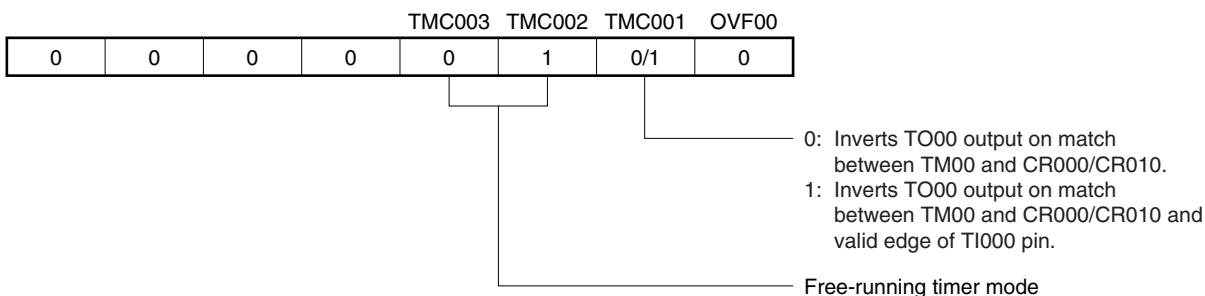 TMC003 TMC002 TMC001 OVF00
0 0 0 0 0 1 0/1 0
0: Inverts TO00 output on match
between TM00 and CR000/CR010.
1: Inverts TO00 output on match
between TM00 and CR000/CR010 and
valid edge of TI000 pin.
Free-running timer mode